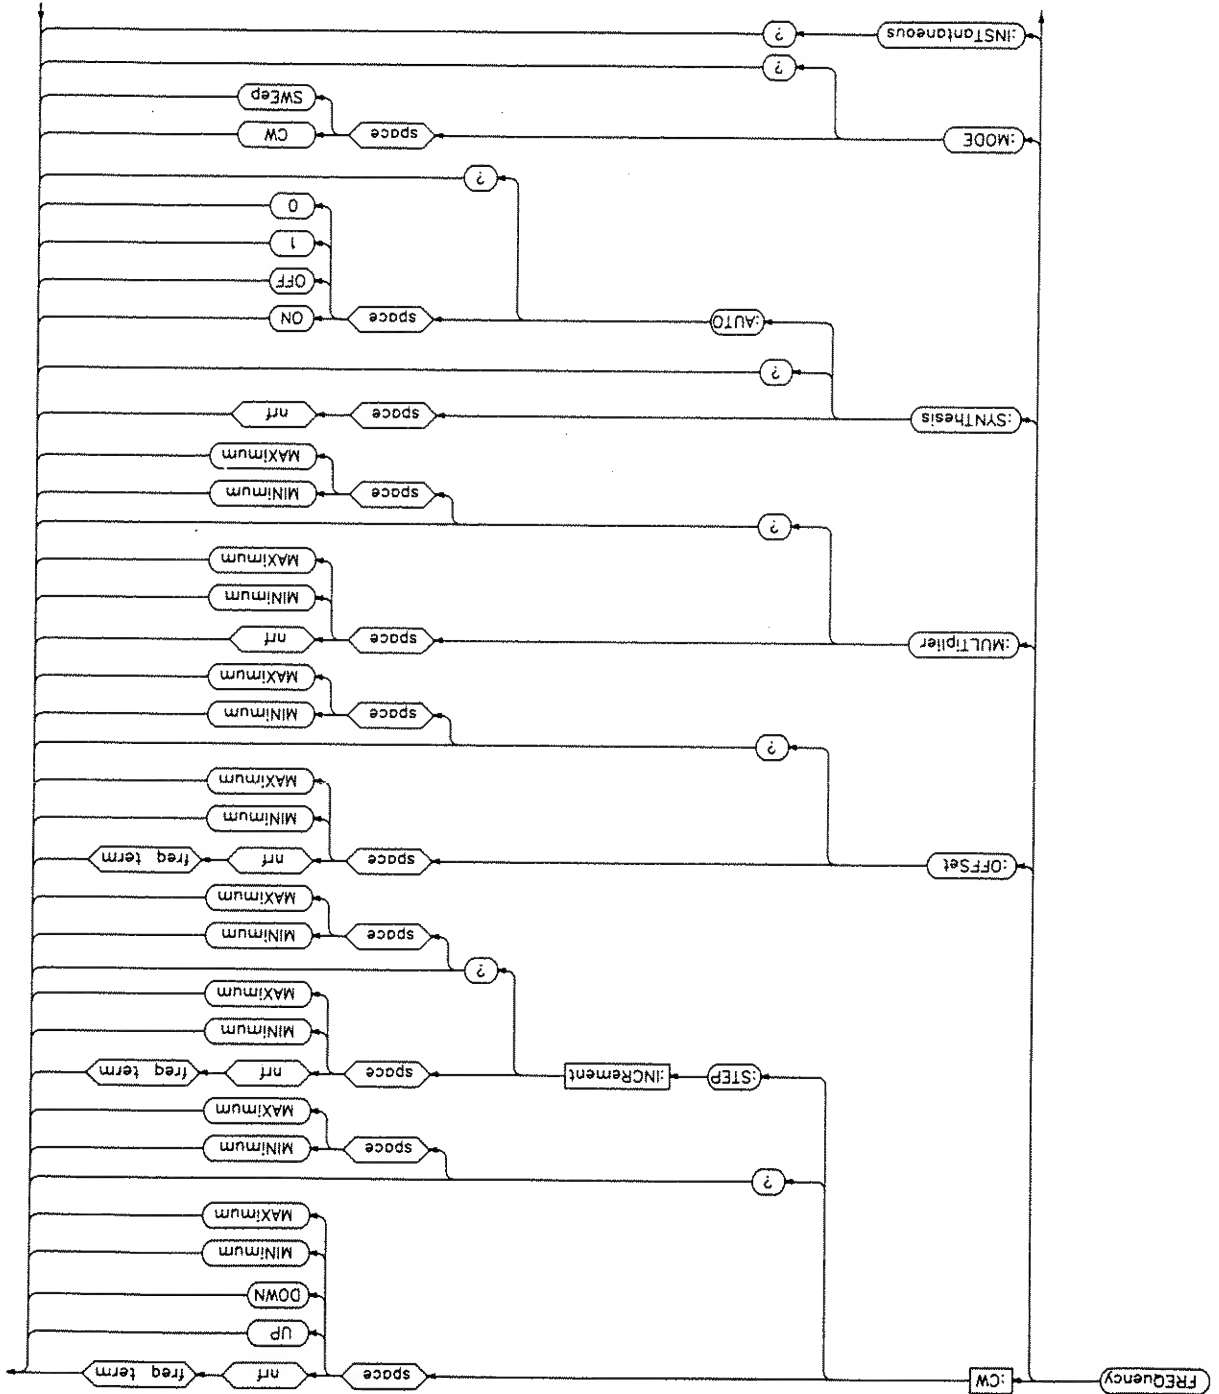 FREQuency :CW space nrf freq term
UP
DOWN
MINimum
MAXimum
?
space MINimum
MAXimum
:STEP :INCRement space nrf freq term
MINimum
MAXimum
?
space MINimum
MAXimum
:OFFSet space nrf freq term
MINimum
MAXimum
?
space MINimum
MAXimum
:MULTiplier space nrf
MINimum
MAXimum
?
space MINimum
MAXimum
:SYNThesis space nrf
?
:AUTO space ON
OFF
1
0
?
:MODE space CW
SWEep
?
:INSTantaneous ?